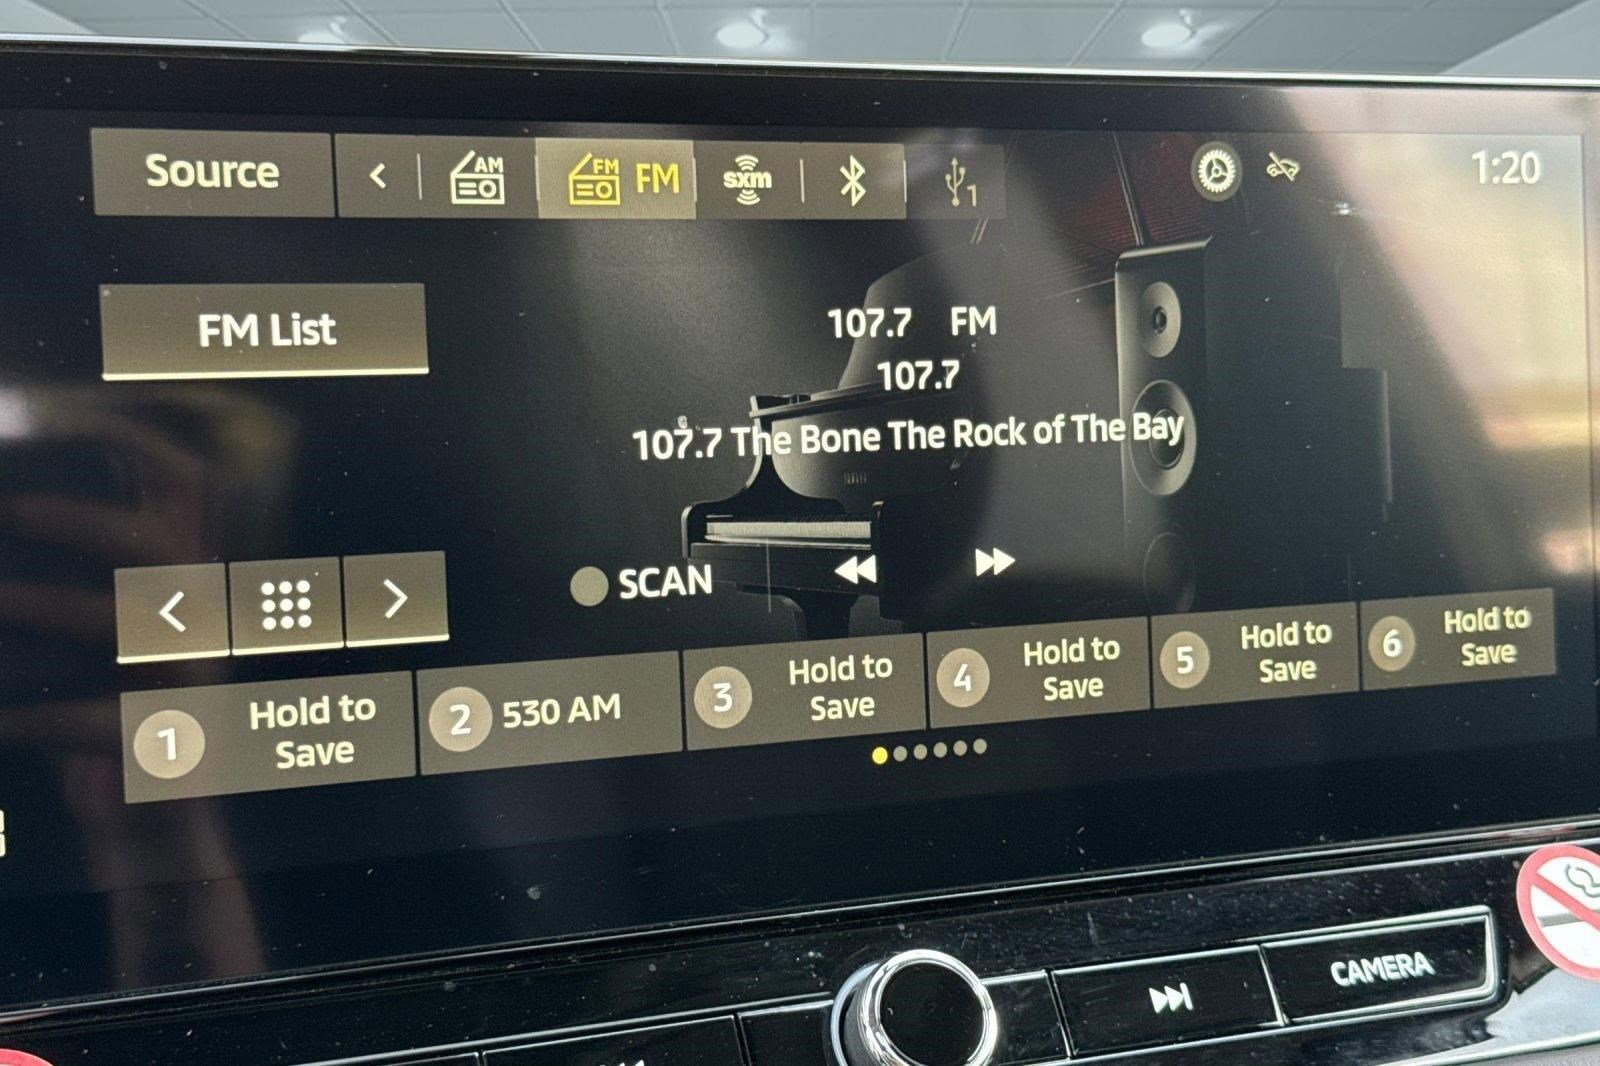 Source
AM
FM FM
sxm
1
1:20
FM List
107.7 FM
107.7
107.7 The Bone The Rock of The Bay
SCAN
1 Hold to
Save
2 530 AM
3 Hold to
Save
4 Hold to
Save
5 Hold to
Save
6 Hold to
Save
CAMERA